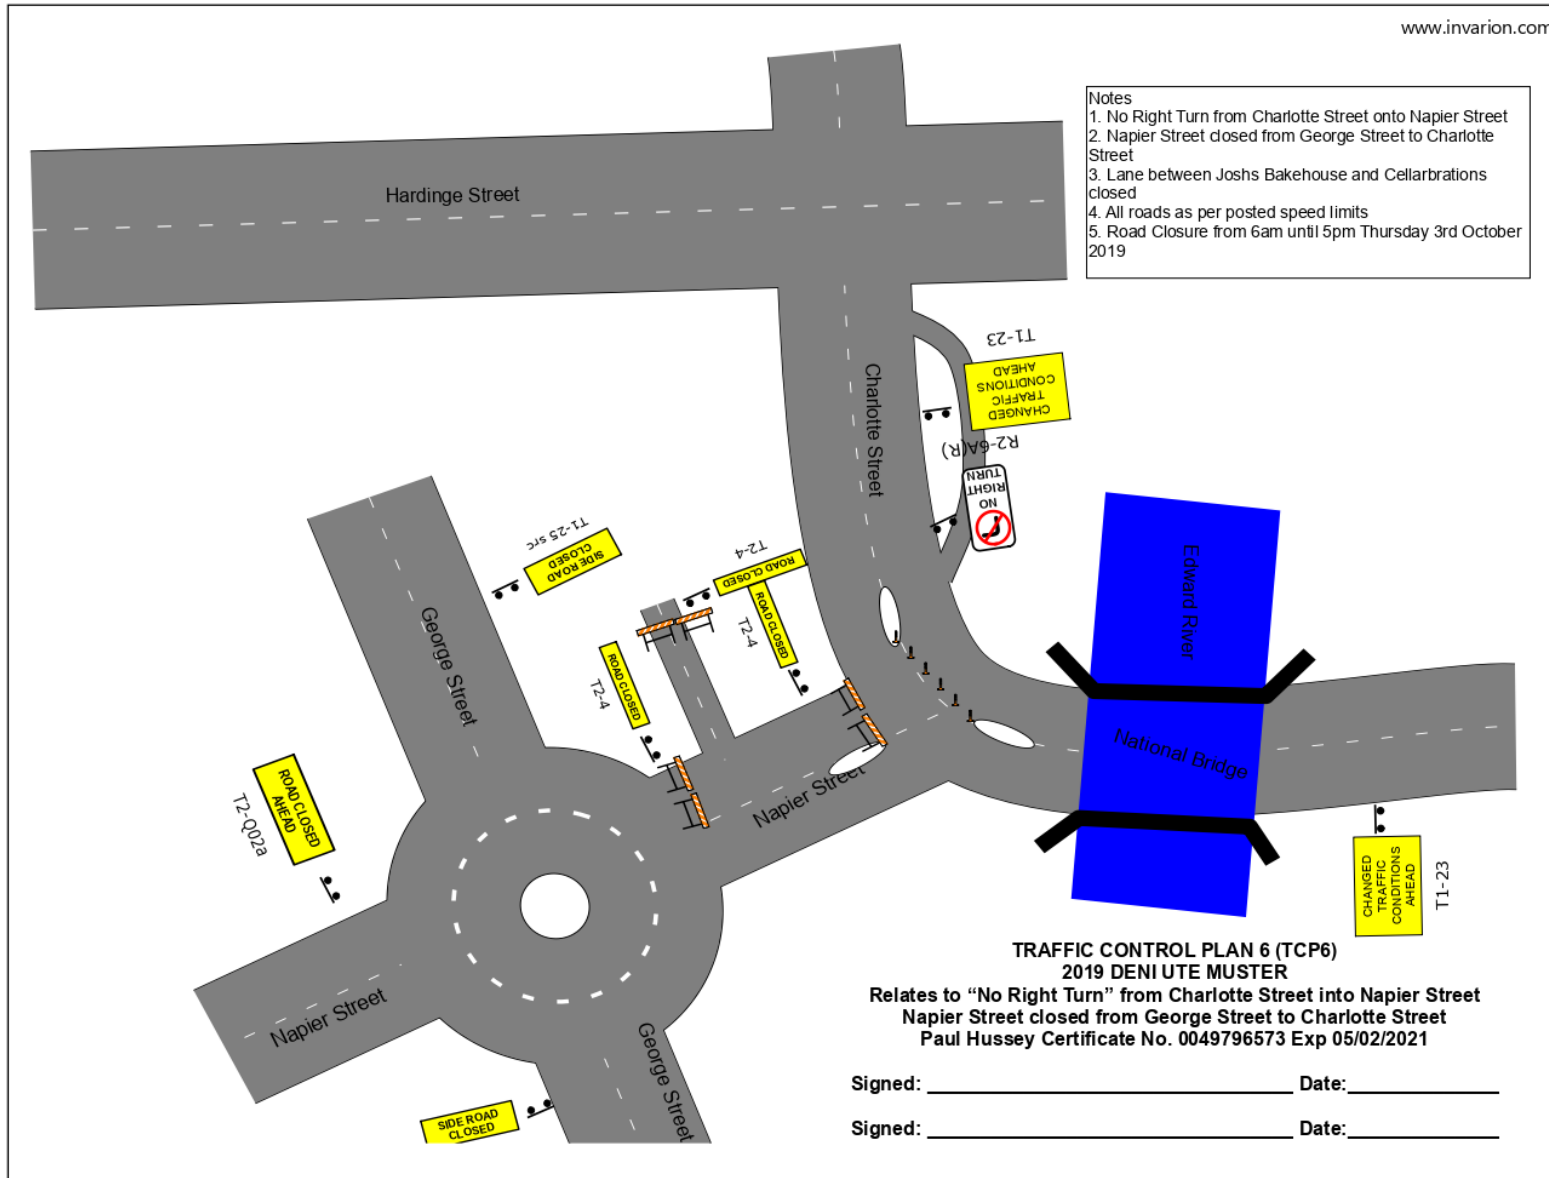 www.invarion.com
Notes
1. No Right Turn from Charlotte Street onto Napier Street
2. Napier Street closed from George Street to Charlotte
Street
3. Lane between Joshs Bakehouse and Cellarbrations
closed
4. All roads as per posted speed limits
5. Road Closure from 6am until 5pm Thursday 3rd October
2019
Hardinge Street
T1-23
CHANGED
TRAFFIC
CONDITIONS
AHEAD
Charlotte Street
R2-6A(R)
NO
RIGHT
TURN
T1-25 src
SIDE ROAD
CLOSED
T2-4
ROAD CLOSED
ROAD CLOSED
T2-4
ROAD CLOSED
T2-4
George Street
Edward River
National Bridge
ROAD CLOSED
AHEAD
T2-Q02a
Napier Street
CHANGED
TRAFFIC
CONDITIONS
AHEAD
T1-23
Napier Street
George Street
SIDE ROAD
CLOSED
TRAFFIC CONTROL PLAN 6 (TCP6)
2019 DENI UTE MUSTER
Relates to “No Right Turn” from Charlotte Street into Napier Street
Napier Street closed from George Street to Charlotte Street
Paul Hussey Certificate No. 0049796573 Exp 05/02/2021
Signed: Date:
Signed: Date: